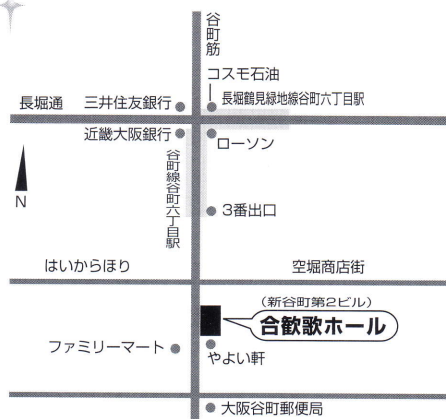 谷町筋
コスモ石油
長堀通
三井住友銀行
長堀鶴見緑地線谷町六丁目駅
近畿大阪銀行
ローソン
谷町線谷町六丁目駅
N
3番出口
はいからほり
空堀商店街
(新谷町第2ビル)
合歓歌ホール
ファミリーマート
やよい軒
大阪谷町郵便局